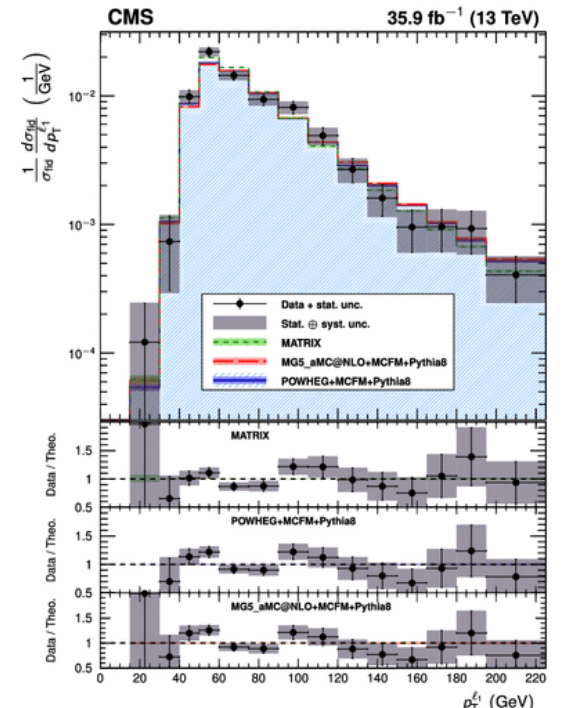 CMS 35.9 fb⁻¹ (13 TeV)
1/σ_fid dσ_fid/dp_T^ℓ₁ (1/GeV)
10⁻²
10⁻³
10⁻⁴
Data + stat. unc.
Stat. ⊕ syst. unc.
MATRIX
MG5_aMC@NLO+MCFM+Pythia8
POWHEG+MCFM+Pythia8
Data / Theo.
MATRIX
1.5
1
0.5
Data / Theo.
POWHEG+MCFM+Pythia8
1.5
1
0.5
Data / Theo.
MG5_aMC@NLO+MCFM+Pythia8
1.5
1
0.5
0 20 40 60 80 100 120 140 160 180 200 220
p_T^ℓ₁ (GeV)